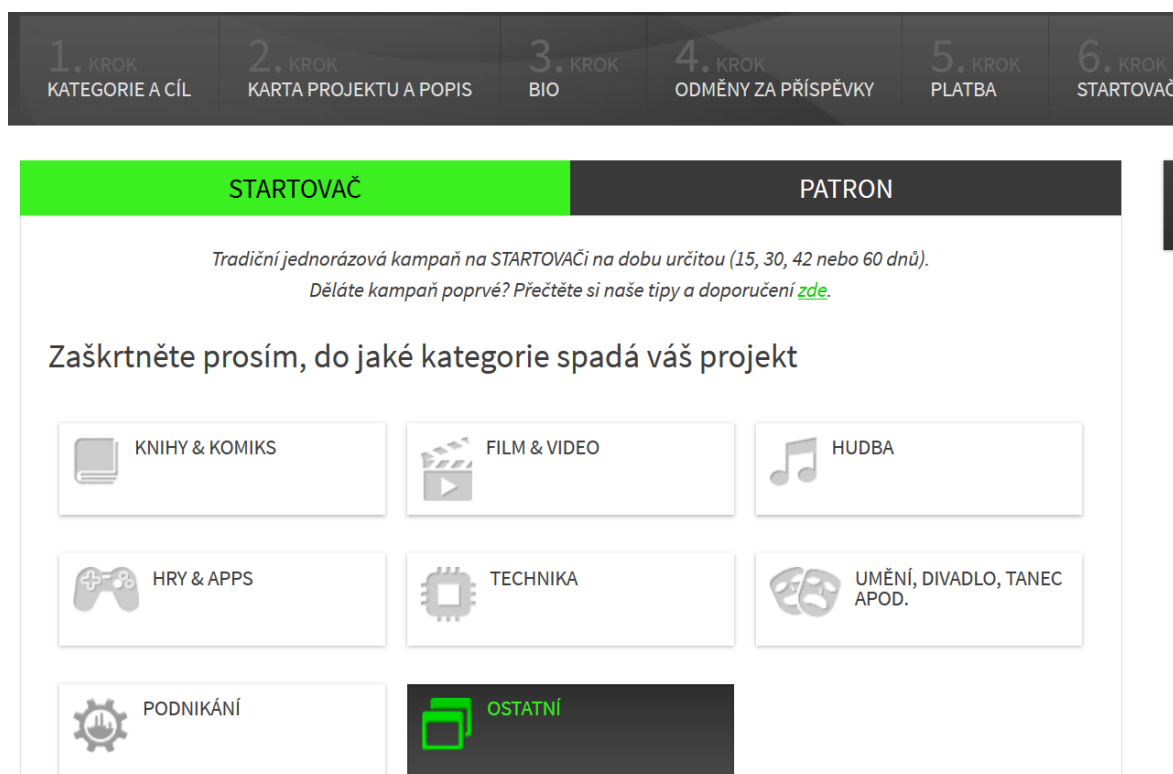 1. KROK
KATEGORIE A CÍL
2. KROK
KARTA PROJEKTU A POPIS
3. KROK
BIO
4. KROK
ODMĚNY ZA PŘÍSPĚVKY
5. KROK
PLATBA
6. KROK
STARTOVAČ
STARTOVAČ
PATRON
Tradiční jednorázová kampaň na STARTOVAČi na dobu určitou (15, 30, 42 nebo 60 dnů).
Děláte kampaň poprvé? Přečtěte si naše tipy a doporučení zde.
Zaškrtněte prosím, do jaké kategorie spadá váš projekt
KNIHY & KOMIKS
FILM & VIDEO
HUDBA
HRY & APPS
TECHNIKA
UMĚNÍ, DIVADLO, TANEC
APOD.
PODNIKÁNÍ
OSTATNÍ